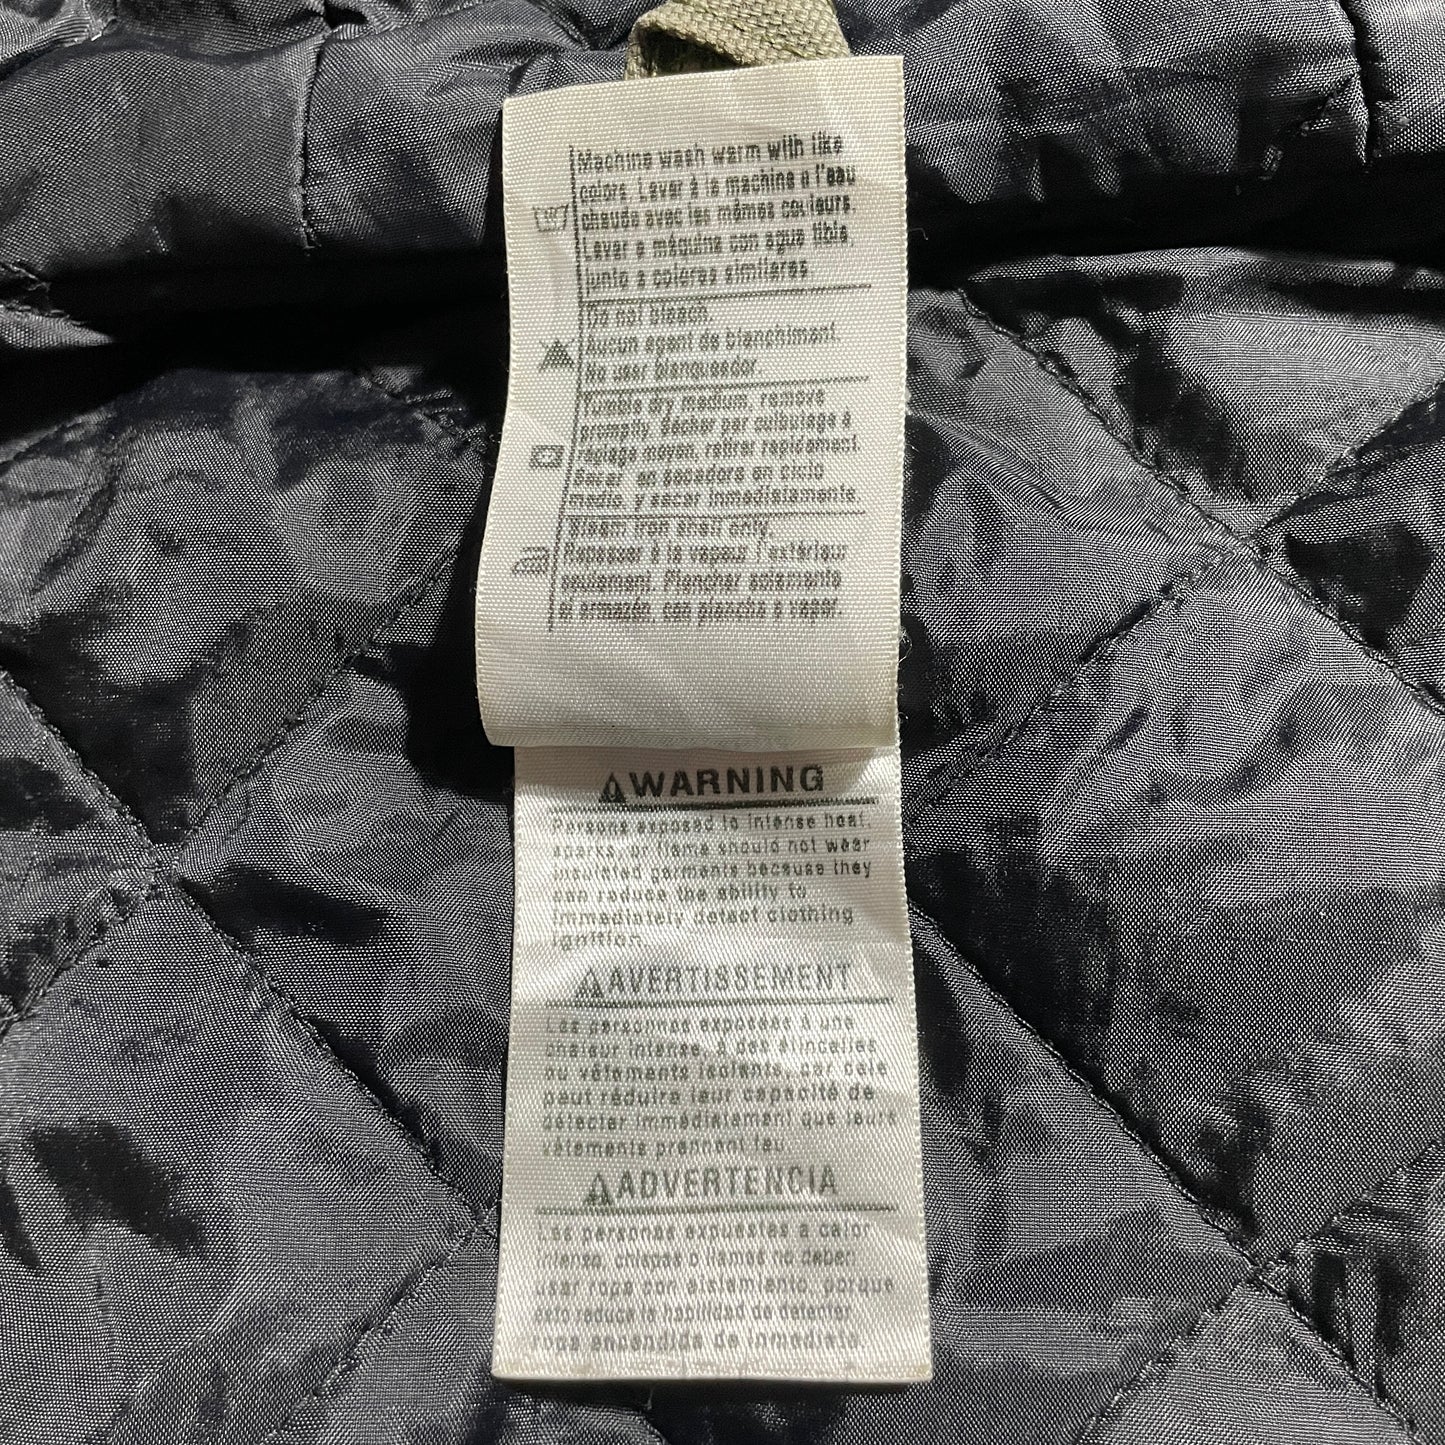 Machine wash warm with like
colors. Laver à la machine a l'eau
chaude avec les mêmes couleurs.
Lavar a máquina con agua tibia,
junto a colores similares.
Do not bleach.
Aucun agent de blanchiment.
No usar blanqueador.
Tumble dry medium, remove
promptly. Sécher par culbutage à
réglage moyen, retirer rapidement.
Secar en secadora en ciclo
medio, y sacar inmediatamente.
Steam iron shell only.
Repasser à la vapeur l'extérieur
seulement. Planchar solamente
el armazón, con plancha a vapor.
WARNING
Persons exposed to intense heat,
sparks, or flame should not wear
insulated garments because they
can reduce the ability to
immediately detect clothing
ignition.
AVERTISSEMENT
Les personnes exposées à une
chaleur intense, à des étincelles
ou vêtements isolants, car cela
peut réduire leur capacité de
détecter immédiatement que leurs
vêtements prennent feu.
ADVERTENCIA
Las personas expuestas a calor
intenso, chispas o llamas no deben
usar ropa con aislamiento, porque
esto reduce la habilidad de detectar
ropa encendida de inmediato.